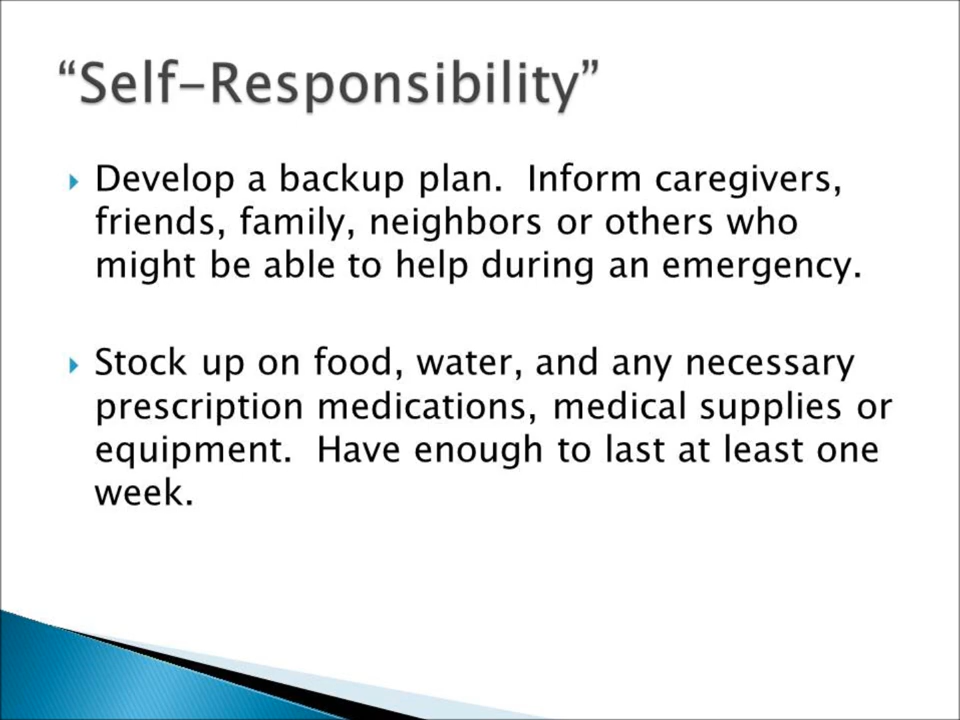 “Self-Responsibility”
Develop a backup plan.  Inform caregivers,
friends, family, neighbors or others who
might be able to help during an emergency.
Stock up on food, water, and any necessary
prescription medications, medical supplies or
equipment.  Have enough to last at least one
week.